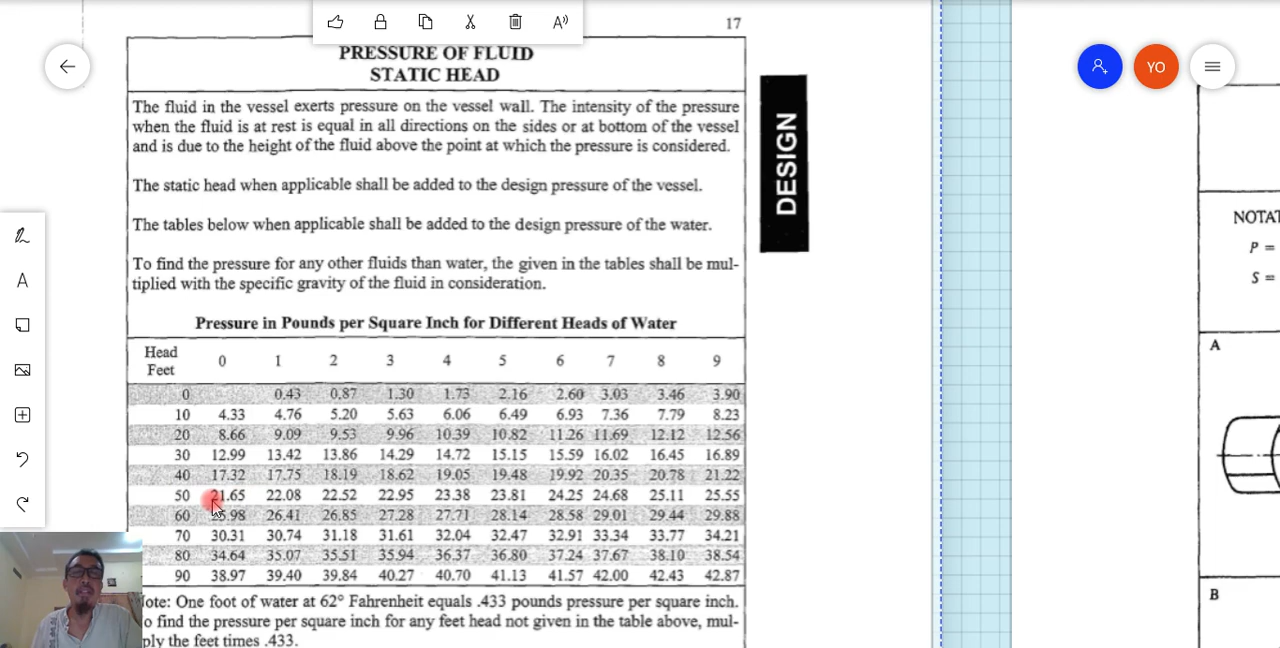 17
PRESSURE OF FLUID
STATIC HEAD
The fluid in the vessel exerts pressure on the vessel wall. The intensity of the pressure
when the fluid is at rest is equal in all directions on the sides or at bottom of the vessel
and is due to the height of the fluid above the point at which the pressure is considered.
The static head when applicable shall be added to the design pressure of the vessel.
The tables below when applicable shall be added to the design pressure of the water.
To find the pressure for any other fluids than water, the given in the tables shall be mul-
tiplied with the specific gravity of the fluid in consideration.
Pressure in Pounds per Square Inch for Different Heads of Water
Head
Feet 0 1 2 3 4 5 6 7 8 9
0 0.43 0.87 1.30 1.73 2.16 2.60 3.03 3.46 3.90
10 4.33 4.76 5.20 5.63 6.06 6.49 6.93 7.36 7.79 8.23
20 8.66 9.09 9.53 9.96 10.39 10.82 11.26 11.69 12.12 12.56
30 12.99 13.42 13.86 14.29 14.72 15.15 15.59 16.02 16.45 16.89
40 17.32 17.75 18.19 18.62 19.05 19.48 19.92 20.35 20.78 21.22
50 21.65 22.08 22.52 22.95 23.38 23.81 24.25 24.68 25.11 25.55
60 25.98 26.41 26.85 27.28 27.71 28.14 28.58 29.01 29.44 29.88
70 30.31 30.74 31.18 31.61 32.04 32.47 32.91 33.34 33.77 34.21
80 34.64 35.07 35.51 35.94 36.37 36.80 37.24 37.67 38.10 38.54
90 38.97 39.40 39.84 40.27 40.70 41.13 41.57 42.00 42.43 42.87
ote: One foot of water at 62° Fahrenheit equals .433 pounds pressure per square inch.
o find the pressure per square inch for any feet head not given in the table above, mul-
ply the feet times .433.
DESIGN
YO
NOTAT
P =
S =
A
B